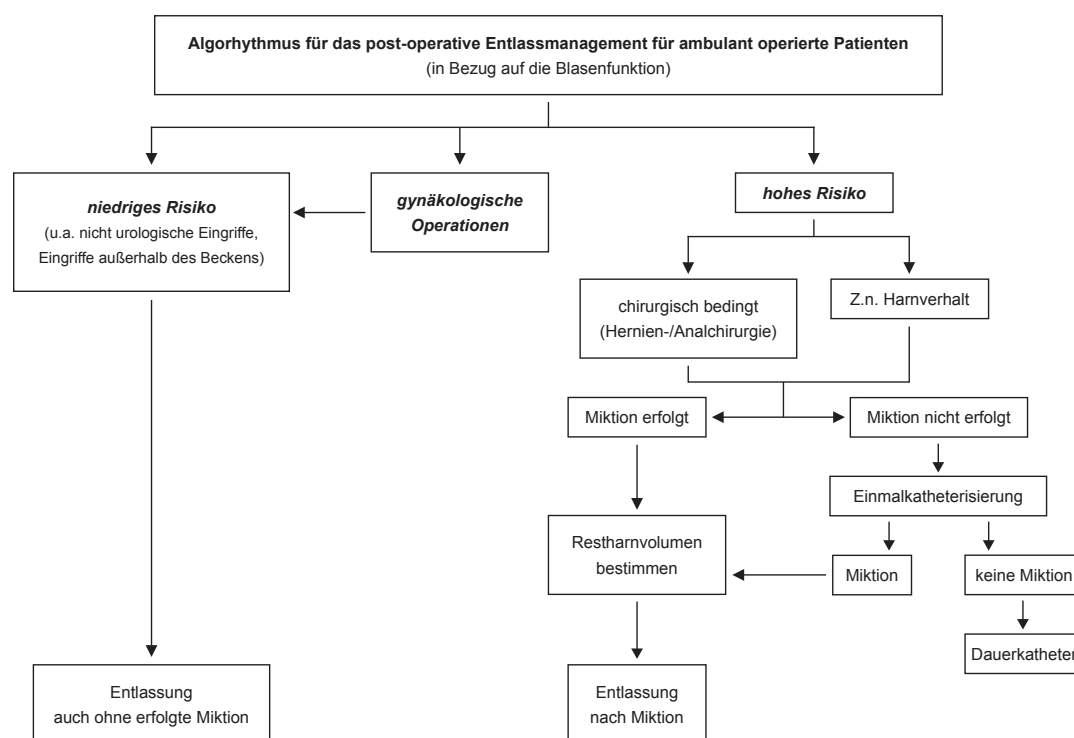 Algorhythmus für das post-operative Entlassmanagement für ambulant operierte Patienten
(in Bezug auf die Blasenfunktion)
niedriges Risiko
(u.a. nicht urologische Eingriffe,
Eingriffe außerhalb des Beckens)
gynäkologische
Operationen
hohes Risiko
chirurgisch bedingt
(Hernien-/Analchirurgie)
Z.n. Harnverhalt
Miktion erfolgt
Miktion nicht erfolgt
Einmalkatheterisierung
Restharnvolumen
bestimmen
Miktion
keine Miktion
Dauerkatheter
Entlassung
auch ohne erfolgte Miktion
Entlassung
nach Miktion